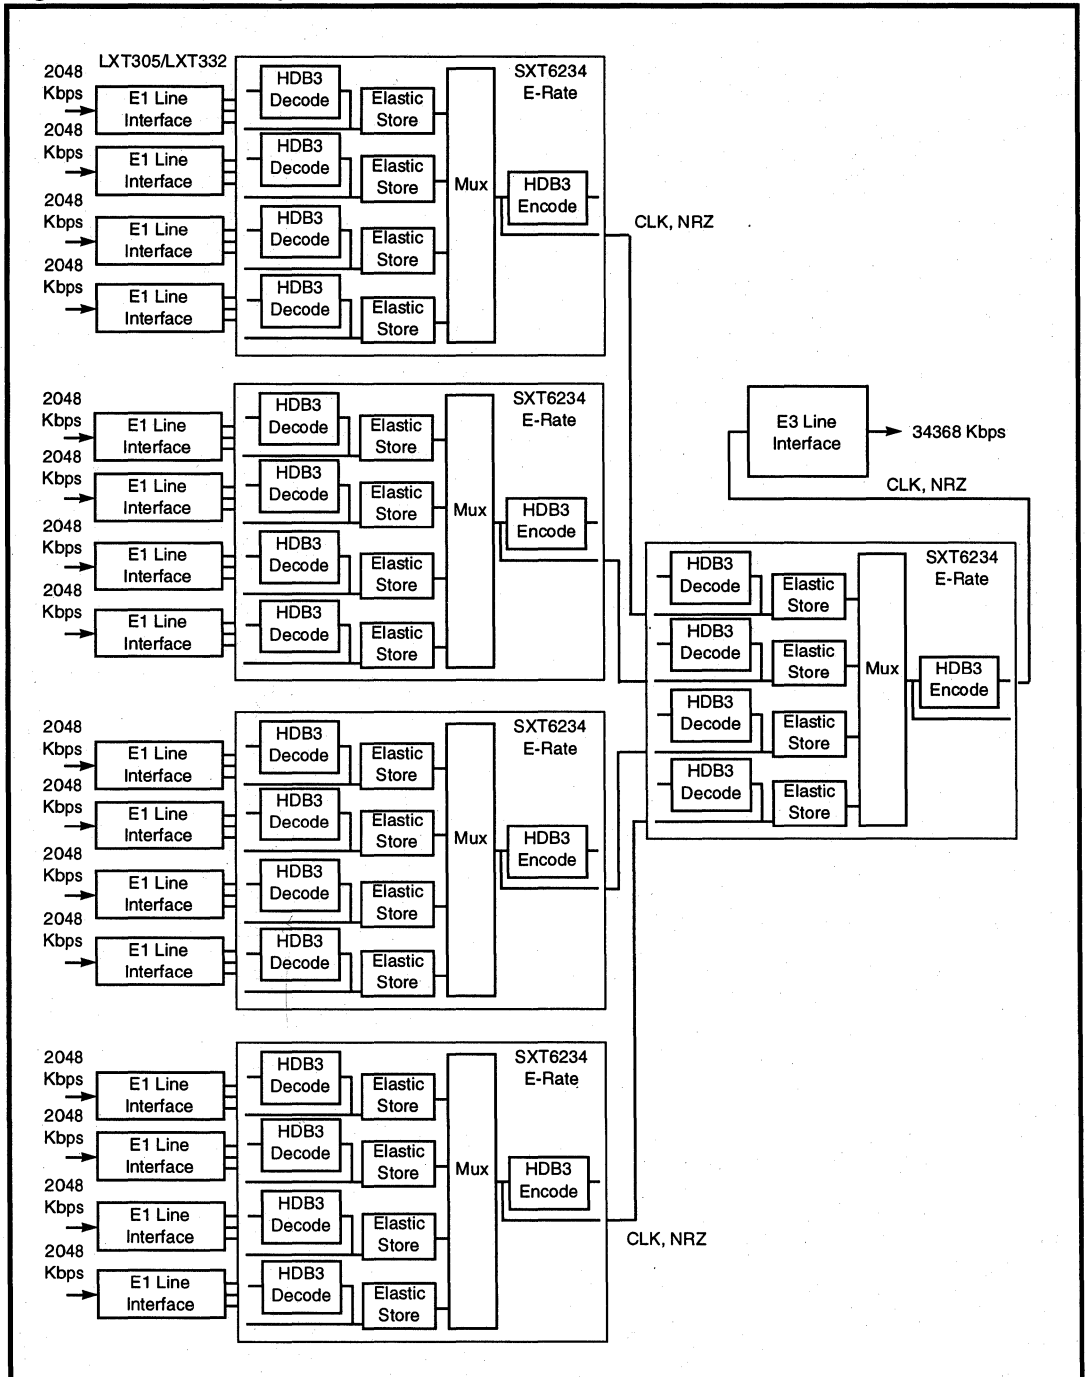 LXT305/LXT332
2048
Kbps
E1 Line
Interface
2048
Kbps
E1 Line
Interface
2048
Kbps
E1 Line
Interface
2048
Kbps
E1 Line
Interface
HDB3
Decode
Elastic
Store
HDB3
Decode
Elastic
Store
HDB3
Decode
Elastic
Store
HDB3
Decode
Elastic
Store
Mux
SXT6234
E-Rate
HDB3
Encode
CLK, NRZ
2048
Kbps
E1 Line
Interface
2048
Kbps
E1 Line
Interface
2048
Kbps
E1 Line
Interface
2048
Kbps
E1 Line
Interface
HDB3
Decode
Elastic
Store
HDB3
Decode
Elastic
Store
HDB3
Decode
Elastic
Store
HDB3
Decode
Elastic
Store
Mux
SXT6234
E-Rate
HDB3
Encode
E3 Line
Interface
34368 Kbps
CLK, NRZ
HDB3
Decode
Elastic
Store
HDB3
Decode
Elastic
Store
HDB3
Decode
Elastic
Store
HDB3
Decode
Elastic
Store
Mux
SXT6234
E-Rate
HDB3
Encode
2048
Kbps
E1 Line
Interface
2048
Kbps
E1 Line
Interface
2048
Kbps
E1 Line
Interface
2048
Kbps
E1 Line
Interface
HDB3
Decode
Elastic
Store
HDB3
Decode
Elastic
Store
HDB3
Decode
Elastic
Store
HDB3
Decode
Elastic
Store
Mux
SXT6234
E-Rate
HDB3
Encode
2048
Kbps
E1 Line
Interface
2048
Kbps
E1 Line
Interface
2048
Kbps
E1 Line
Interface
2048
Kbps
E1 Line
Interface
HDB3
Decode
Elastic
Store
HDB3
Decode
Elastic
Store
HDB3
Decode
Elastic
Store
HDB3
Decode
Elastic
Store
Mux
SXT6234
E-Rate
HDB3
Encode
CLK, NRZ